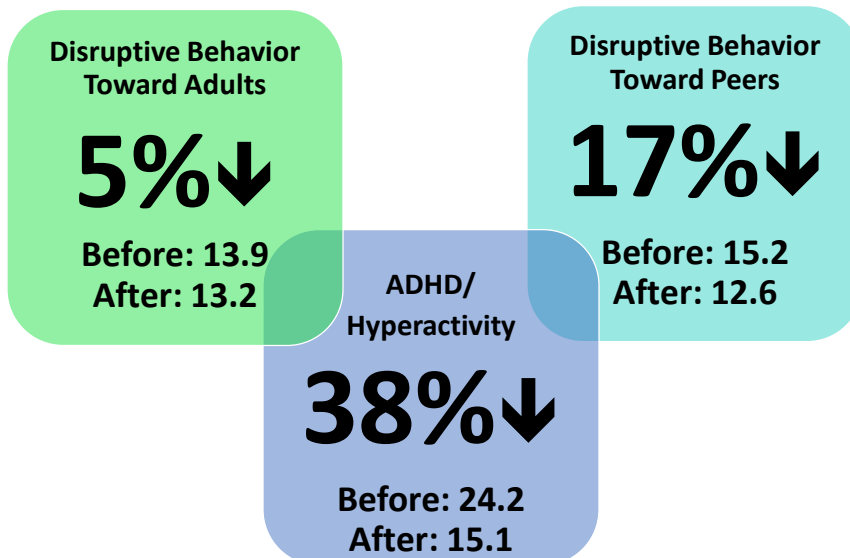 Disruptive Behavior
Toward Adults
5%↓
Before: 13.9
After: 13.2
Disruptive Behavior
Toward Peers
17%↓
Before: 15.2
After: 12.6
ADHD/
Hyperactivity
38%↓
Before: 24.2
After: 15.1